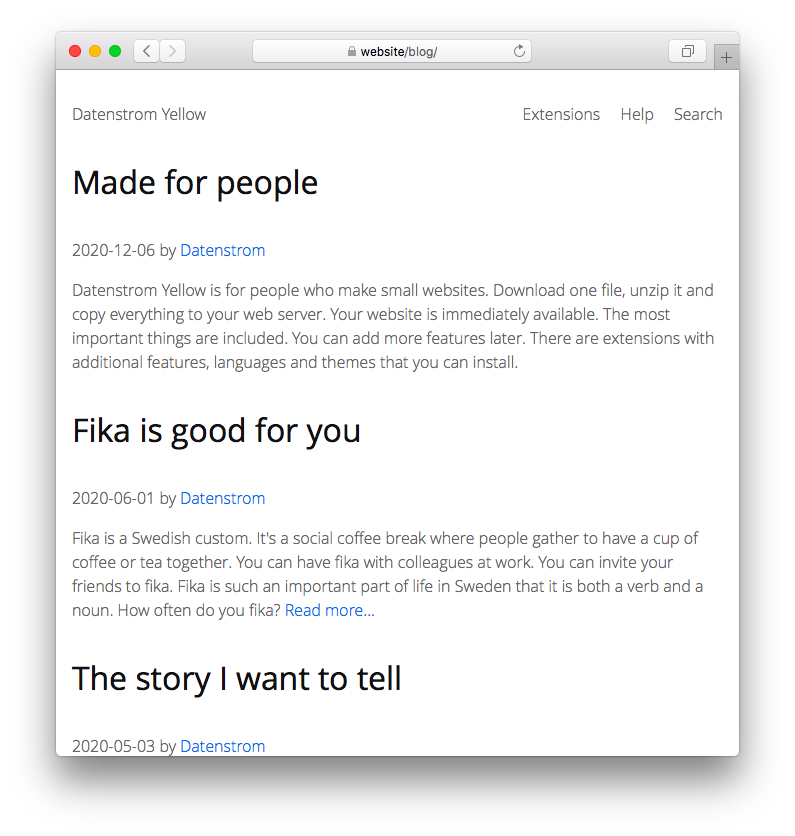 website/blog/
Datenstrom Yellow Extensions Help Search
Made for people
2020-12-06 by Datenstrom
Datenstrom Yellow is for people who make small websites. Download one file, unzip it and
copy everything to your web server. Your website is immediately available. The most
important things are included. You can add more features later. There are extensions with
additional features, languages and themes that you can install.
Fika is good for you
2020-06-01 by Datenstrom
Fika is a Swedish custom. It's a social coffee break where people gather to have a cup of
coffee or tea together. You can have fika with colleagues at work. You can invite your
friends to fika. Fika is such an important part of life in Sweden that it is both a verb and a
noun. How often do you fika? Read more...
The story I want to tell
2020-05-03 by Datenstrom